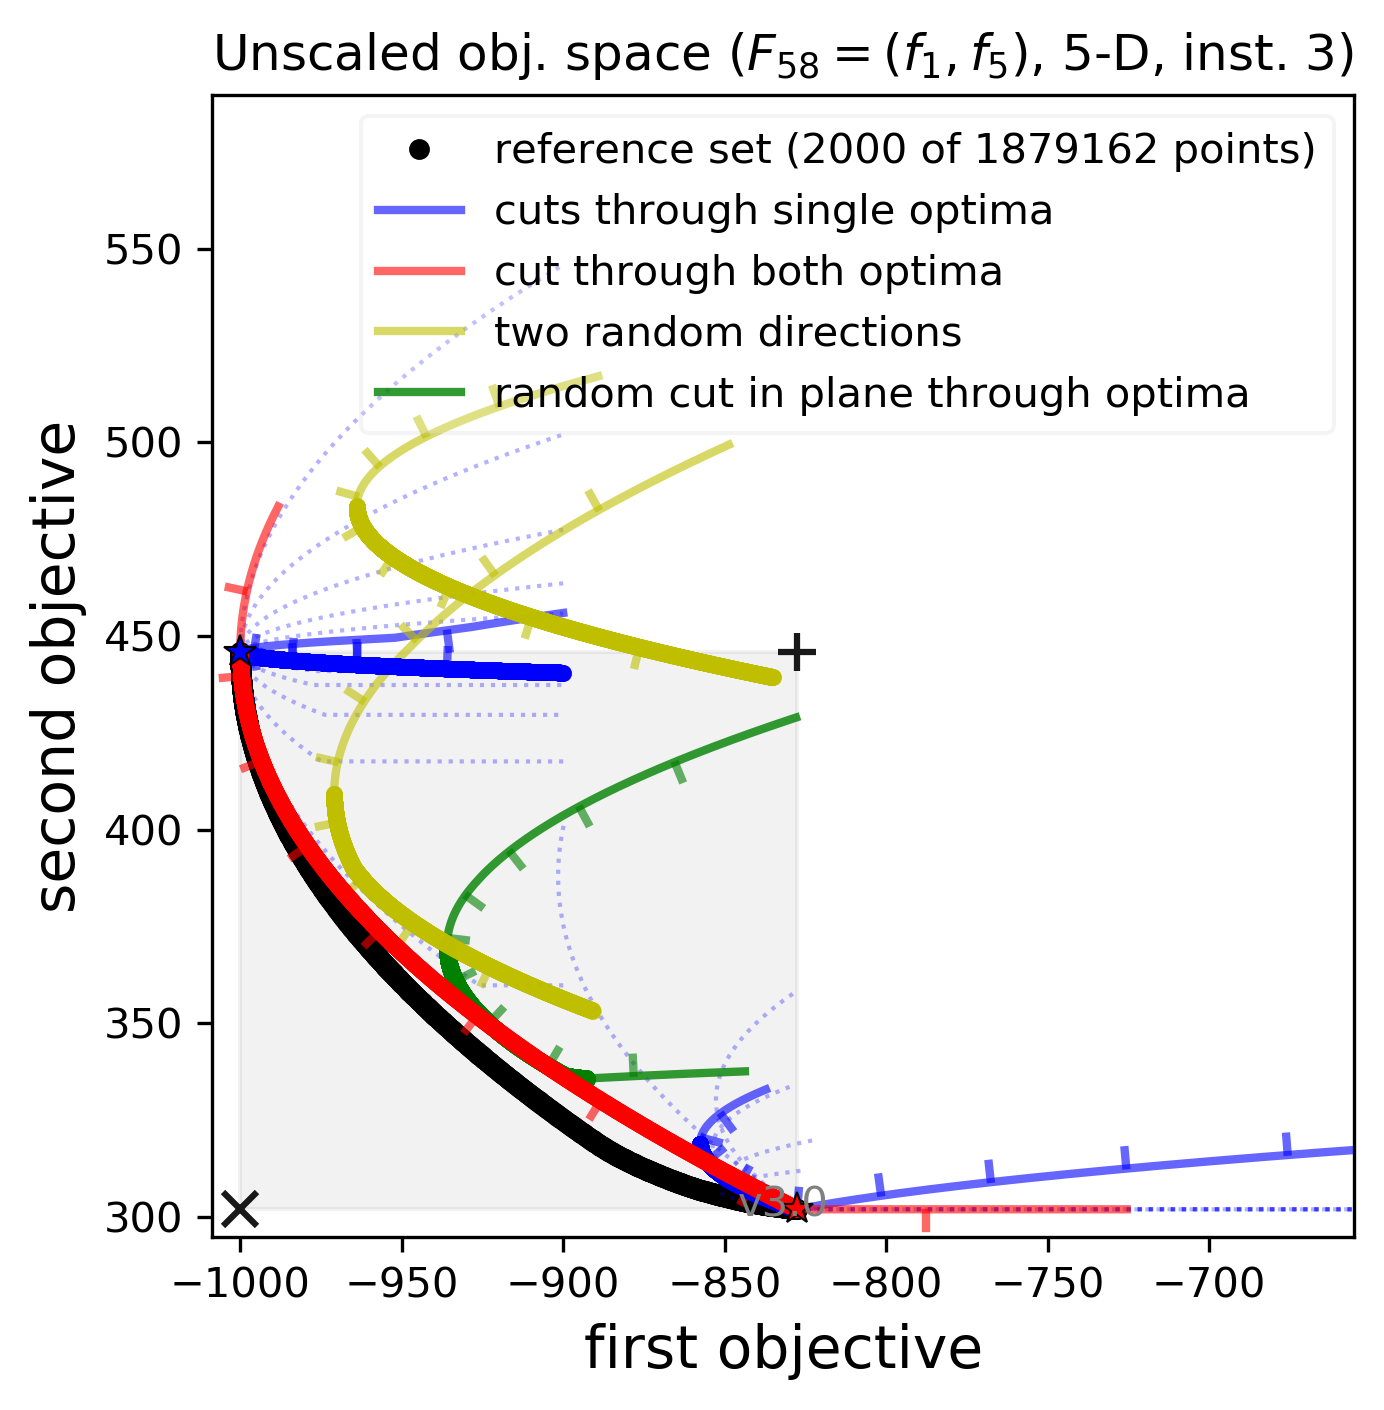 Unscaled obj. space (F58 = (f1, f5), 5-D, inst. 3)
reference set (2000 of 1879162 points)
cuts through single optima
cut through both optima
two random directions
random cut in plane through optima
second objective
550
500
450
400
350
300
v3.0
−1000 −950 −900 −850 −800 −750 −700
first objective